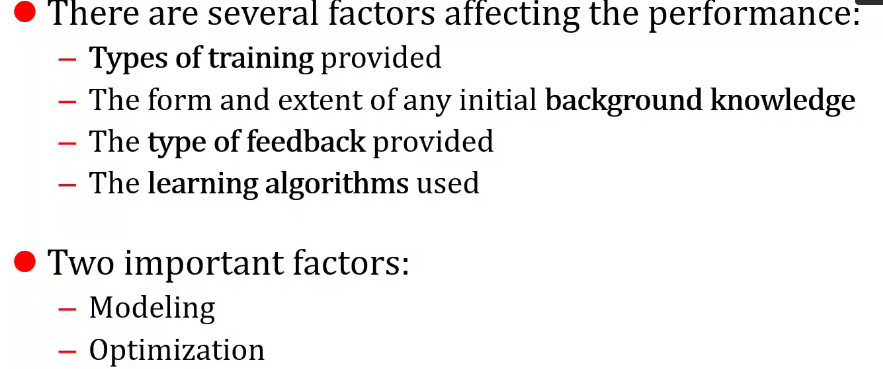 ● There are several factors affecting the performance:
– Types of training provided
– The form and extent of any initial background knowledge
– The type of feedback provided
– The learning algorithms used
● Two important factors:
– Modeling
– Optimization